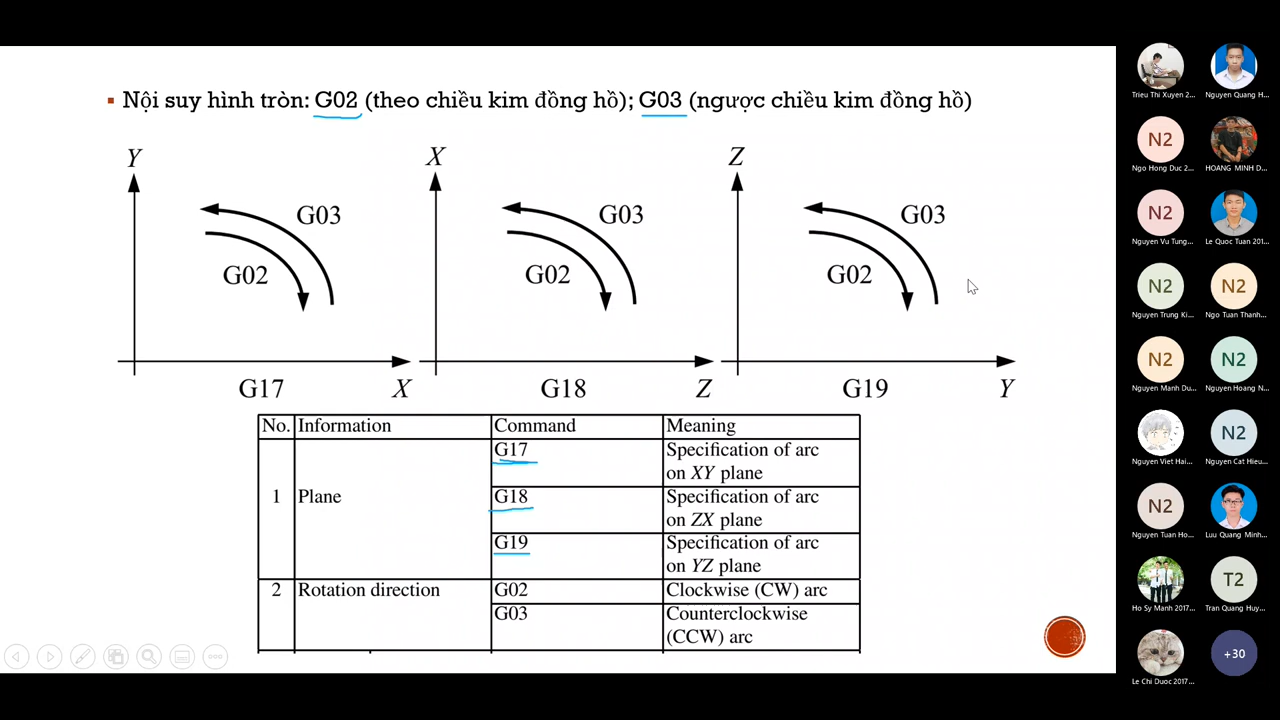 Nội suy hình tròn: G02 (theo chiều kim đồng hồ); G03 (ngược chiều kim đồng hồ)
Y
G03
G02
G17
X
X
G03
G02
G18
Z
Z
G03
G02
G19
Y
No. Information Command Meaning
1 Plane
G17 Specification of arc
on XY plane
G18 Specification of arc
on ZX plane
G19 Specification of arc
on YZ plane
2 Rotation direction G02 Clockwise (CW) arc
G03 Counterclockwise
(CCW) arc
Trieu Thi Xuyen 2...
Nguyen Quang H...
N2
Ngo Hong Duc 2...
HOANG MINH D...
N2
Nguyen Vu Tung...
Le Quoc Tuan 201...
N2
Nguyen Trung Ki...
N2
Ngo Tuan Thanh...
N2
Nguyen Manh Du...
N2
Nguyen Hoang N...
Nguyen Viet Hai...
N2
Nguyen Cat Hieu...
N2
Nguyen Tuan Ho...
Luu Quang Minh...
Ho Sy Manh 2017...
T2
Tran Quang Huy...
Le Chi Duoc 2017...
+30